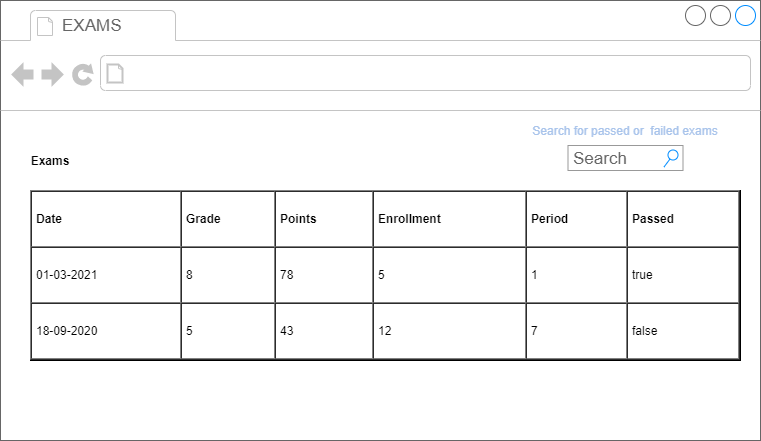 EXAMS
Search for passed or failed exams
Exams
Search
Date Grade Points Enrollment Period Passed
01-03-2021 8 78 5 1 true
18-09-2020 5 43 12 7 false